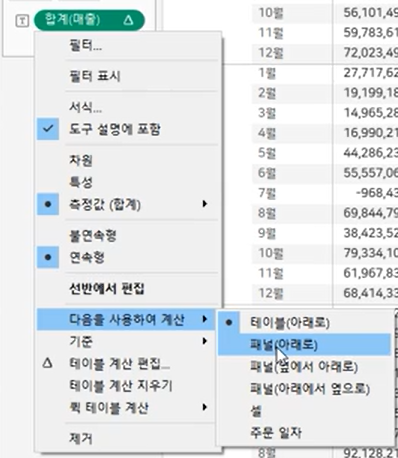 합계(매출)
필터...
필터 표시
서식...
도구 설명에 포함
차원
특성
측정값 (합계)
불연속형
연속형
선반에서 편집
다음을 사용하여 계산
기준
테이블 계산 편집...
테이블 계산 지우기
퀵 테이블 계산
제거
테이블(아래로)
패널(아래로)
패널(옆에서 아래로)
패널(아래에서 옆으로)
셀
주문 일자
10월 56,101,49
11월 59,783,61
12월 72,023,49
1월 27,717,62
2월 19,199,18
3월 14,965,28
4월 16,990,21
5월 44,286,23
6월 55,557,06
7월 -968,43
8월 69,844,79
9월 38,423,52
10월 79,334,10
11월 61,967,83
12월 68,414,33
8월 92,128,21